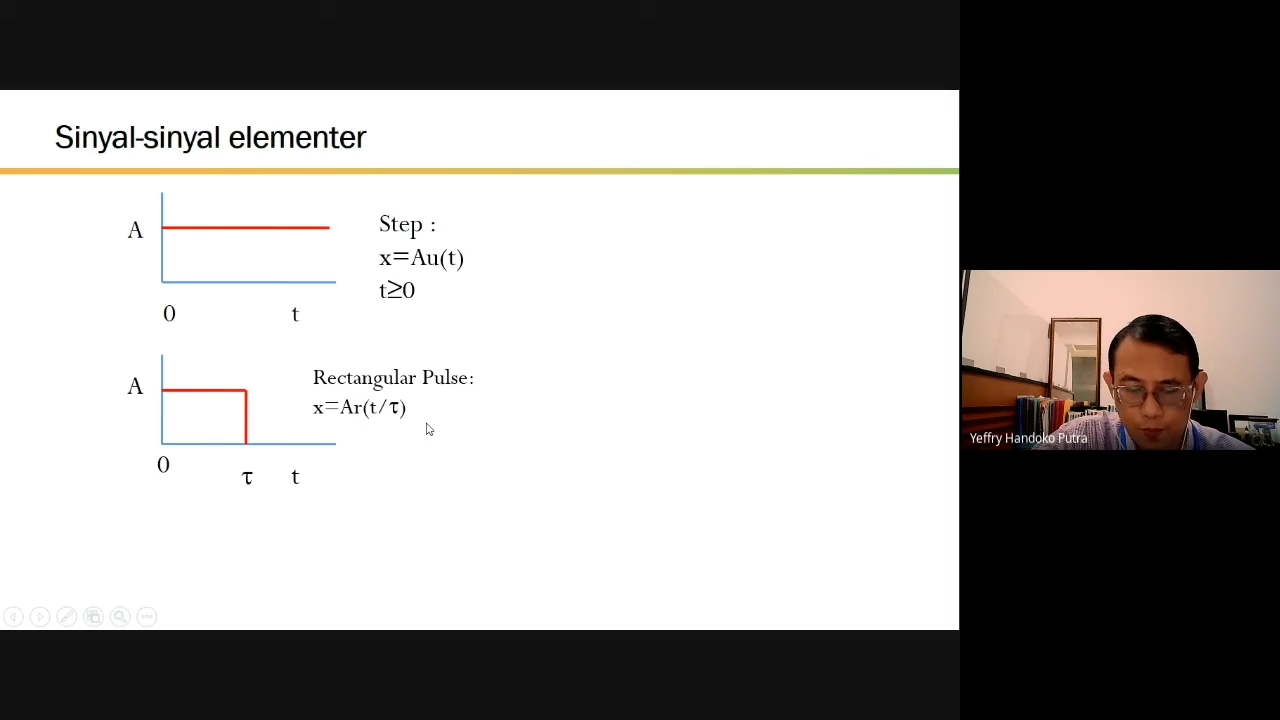 Sinyal-sinyal elementer
A
Step :
x=Au(t)
t≥0
0 t
A
Rectangular Pulse:
x=Ar(t/τ)
0
τ t
Yeffry Handoko Putra